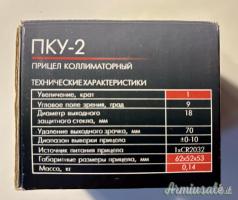 ПКУ-2
ПРИЦЕЛ КОЛЛИМАТОРНЫЙ
ТЕХНИЧЕСКИЕ ХАРАКТЕРИСТИКИ
Увеличение, крат 1
Угловое поле зрения, град 9
Диаметр выходного защитного стекла, мм 18
Удаление выходного зрачка, мм 70
Диапазон выверки прицела ±0-10
Источник питания прицела 1xCR2032
Габаритные размеры прицела, мм 62x52x53
Масса, кг 0,14
Armiusate.it